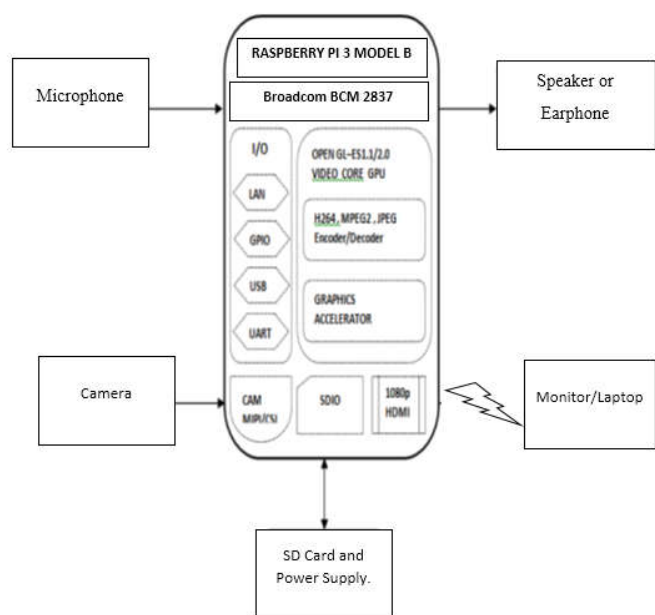 RASPBERRY PI 3 MODEL B
Broadcom BCM 2837
Microphone
Speaker or
Earphone
I/O
LAN
GPIO
USB
UART
OPEN GL-ES1.1/2.0
VIDEO CORE GPU
H264, MPEG2 , JPEG
Encoder/Decoder
GRAPHICS
ACCELERATOR
Camera
CAM
MIPI/CSI
SDIO
1080p
HDMI
Monitor/Laptop
SD Card and
Power Supply.